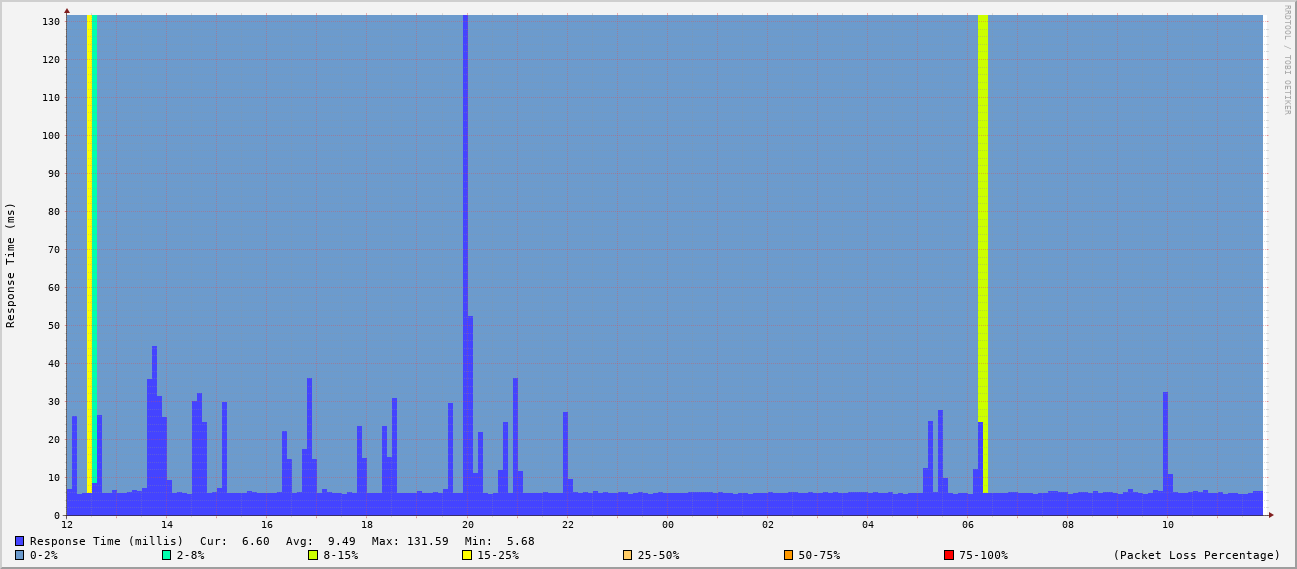 RRDTOOL / TOBI OETIKER
Response Time (ms)
130
120
110
100
90
80
70
60
50
40
30
20
10
0
12 14 16 18 20 22 00 02 04 06 08 10
Response Time (millis) Cur: 6.60 Avg: 9.49 Max: 131.59 Min: 5.68
0-2% 2-8% 8-15% 15-25% 25-50% 50-75% 75-100% (Packet Loss Percentage)